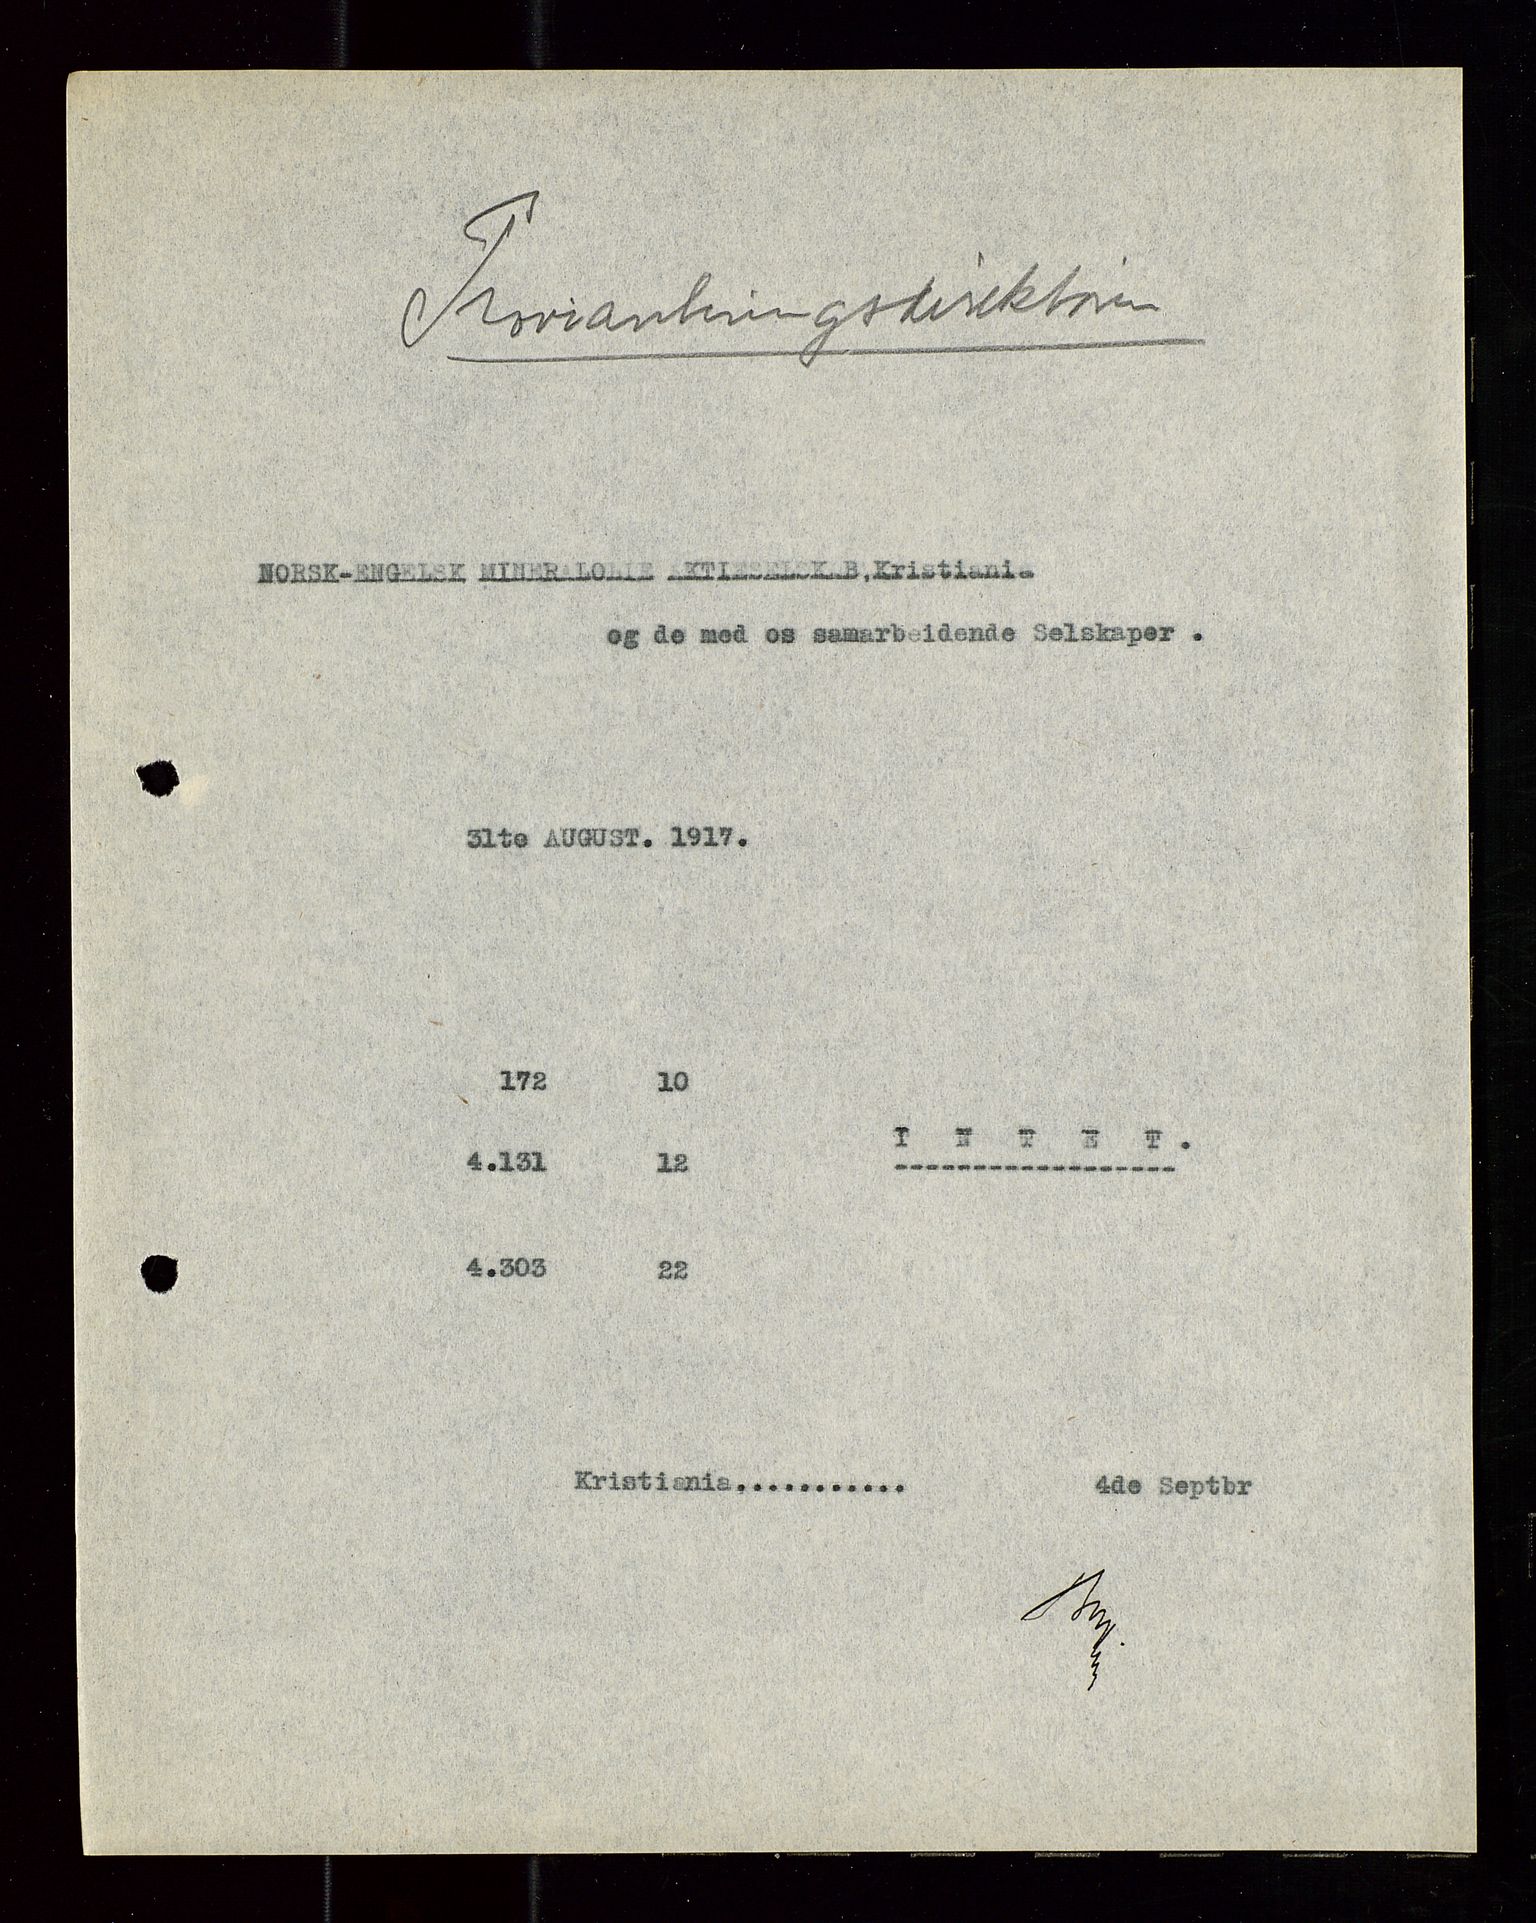 Provianteringsdirektøren
NORSK-ENGELSK MINERALOLIE AKTIESELSKAB, Kristiania
og de med os samarbeidende Selskaper .
31te AUGUST. 1917.
172 10
I N T E T .
4.131 12
4.303 22
Kristiania........... 4de Septbr